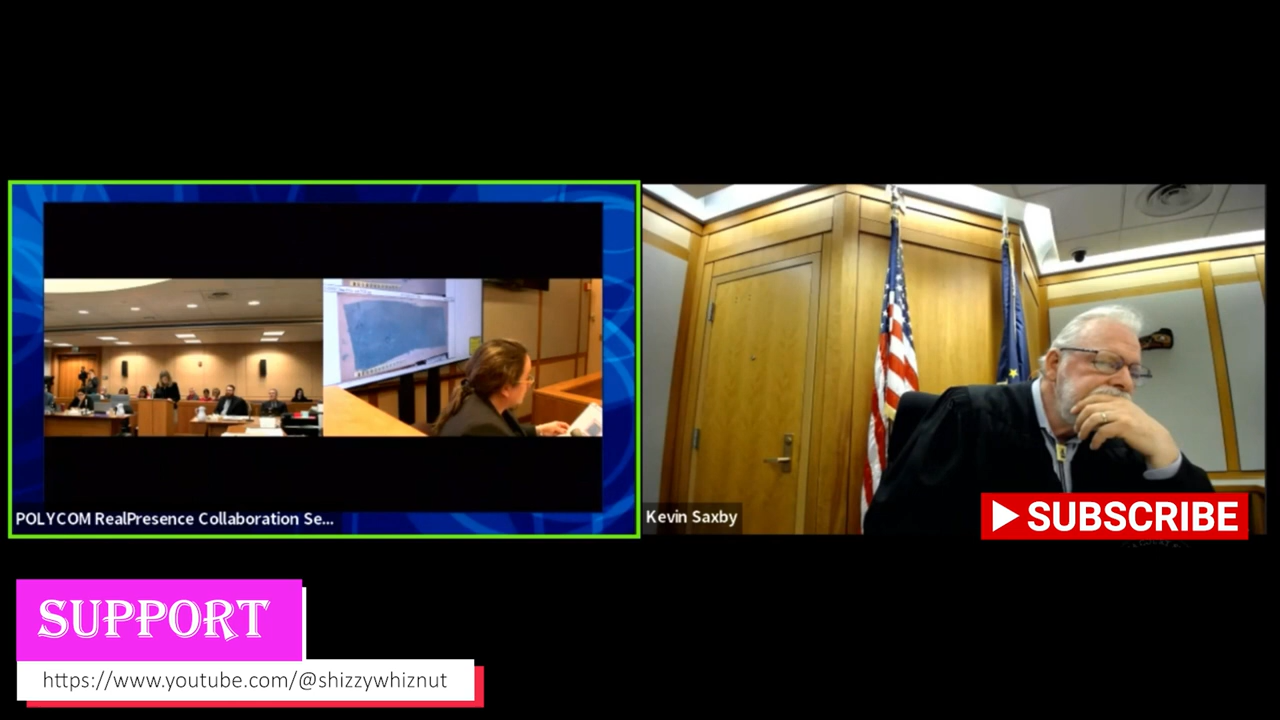 POLYCOM RealPresence Collaboration Se...
Kevin Saxby
SUBSCRIBE
SUPPORT
https://www.youtube.com/@shizzywhiznut